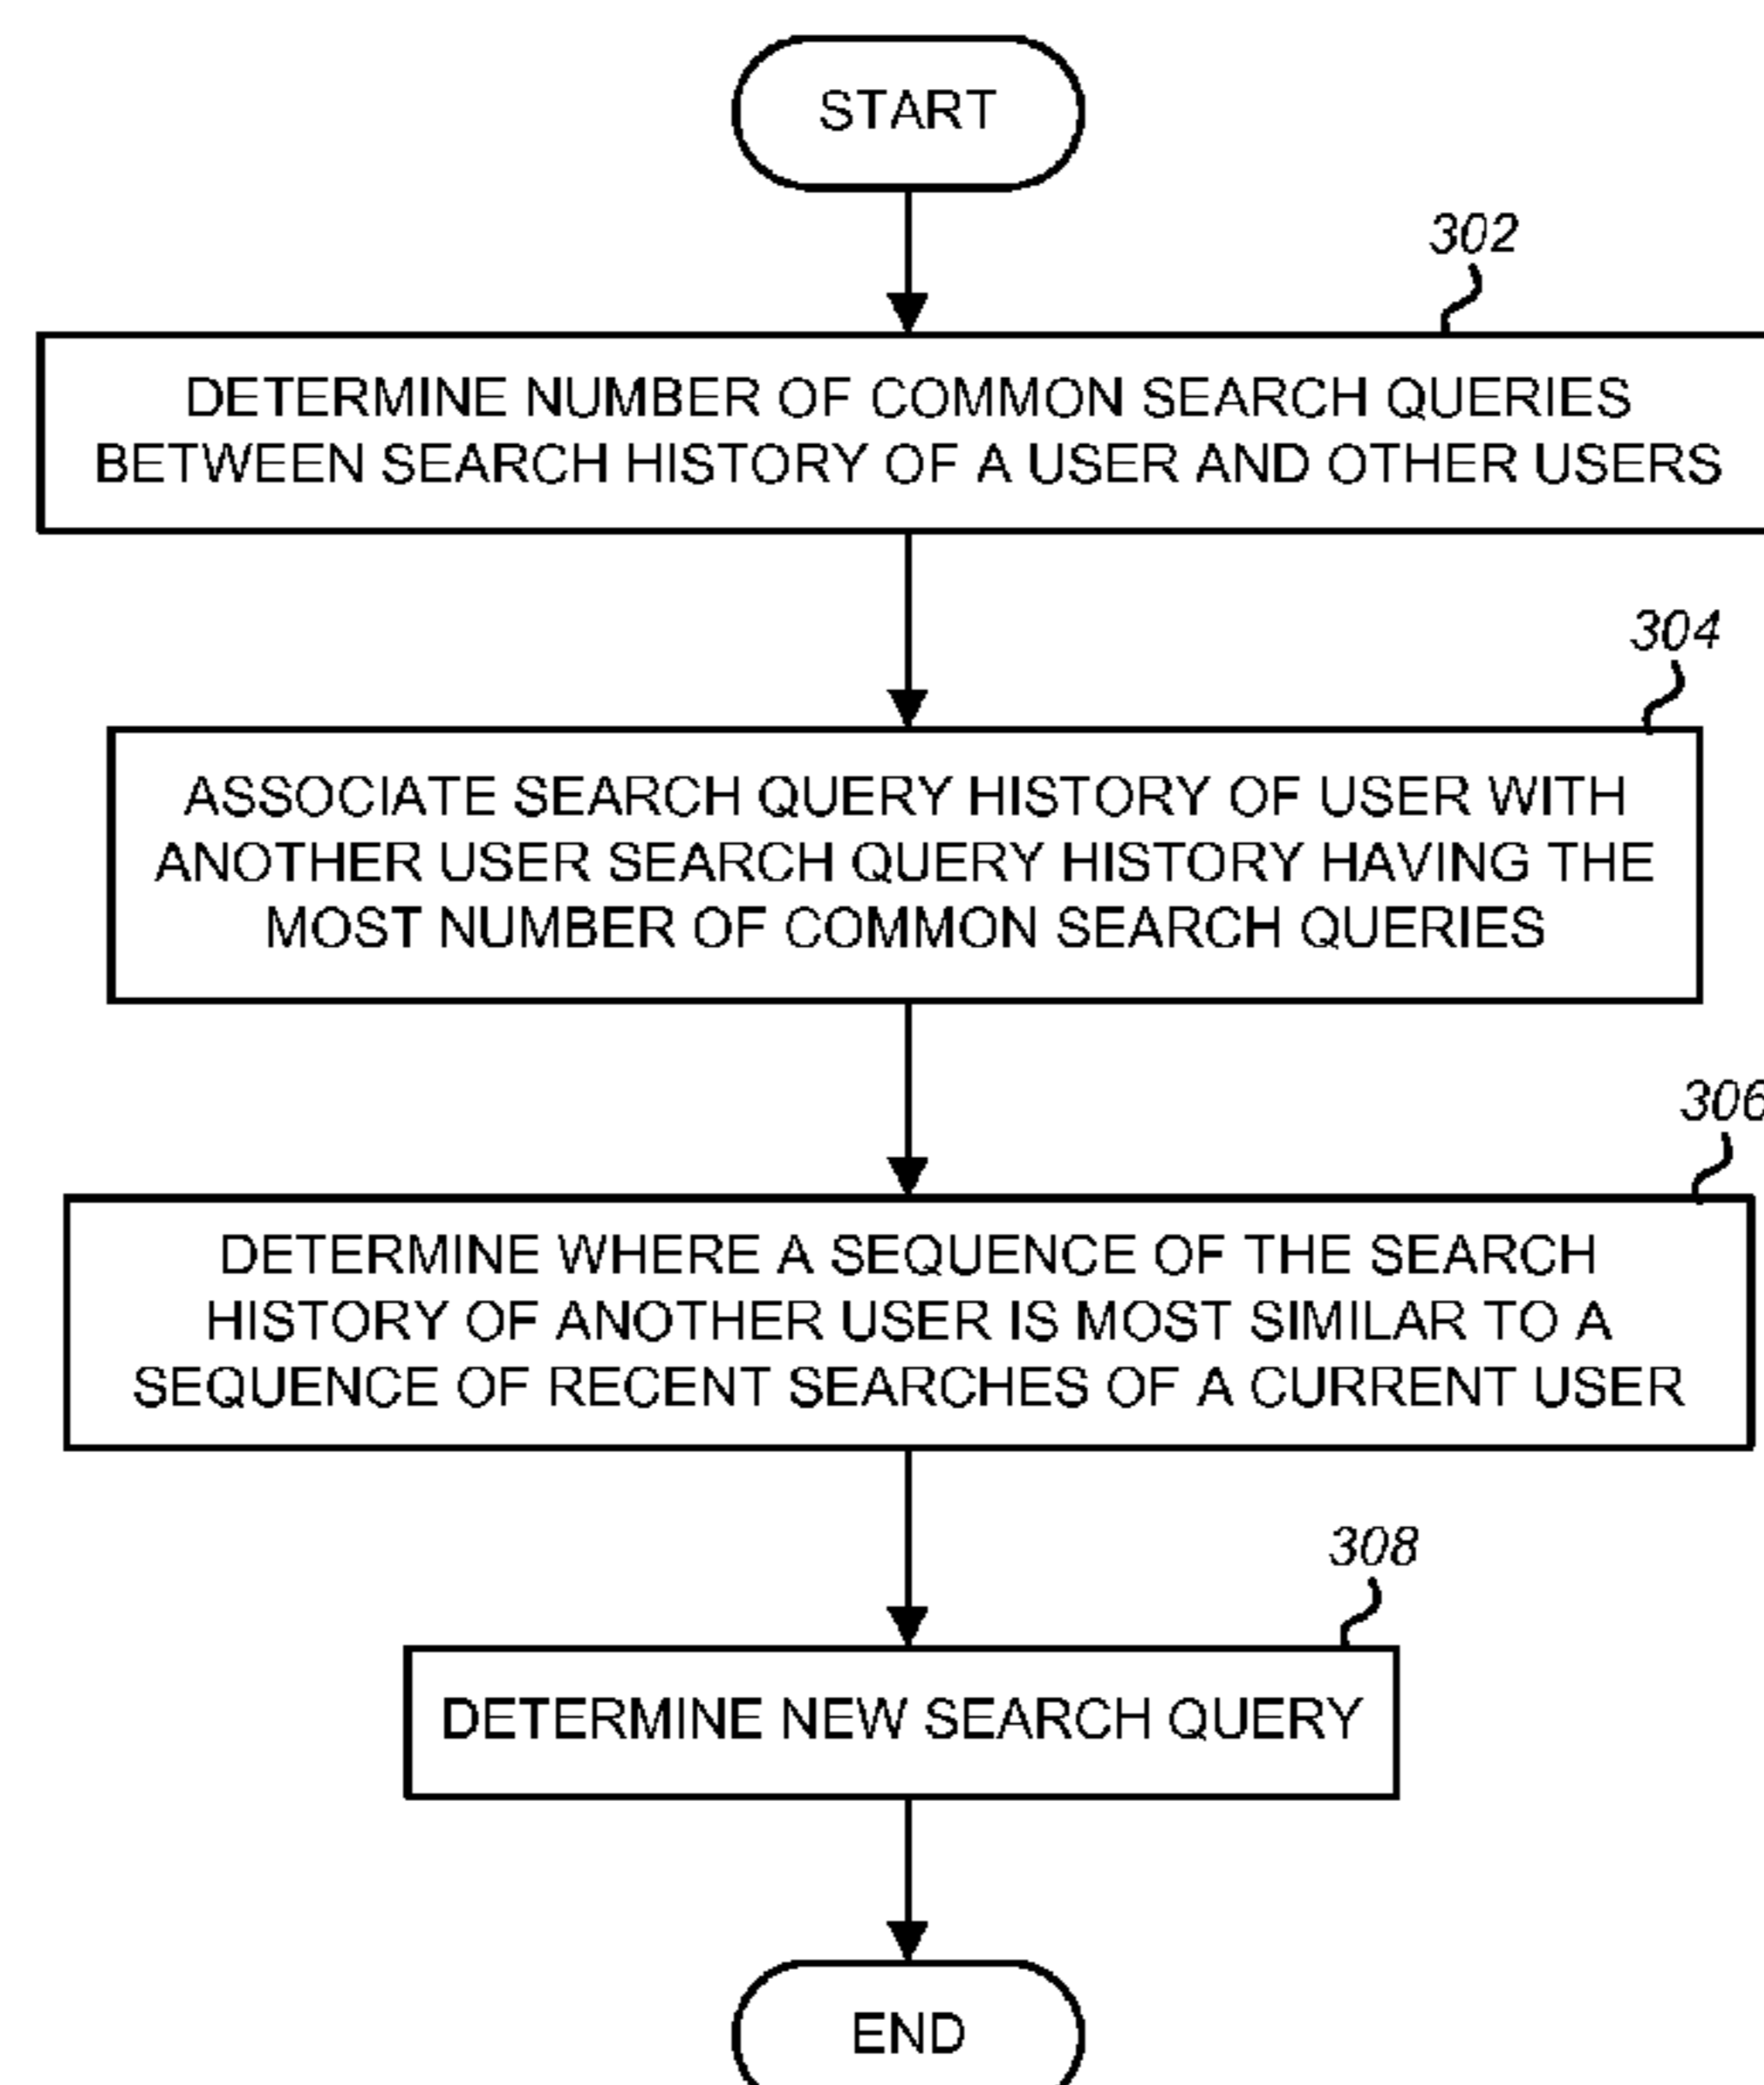 START
302
DETERMINE NUMBER OF COMMON SEARCH QUERIES
BETWEEN SEARCH HISTORY OF A USER AND OTHER USERS
304
ASSOCIATE SEARCH QUERY HISTORY OF USER WITH
ANOTHER USER SEARCH QUERY HISTORY HAVING THE
MOST NUMBER OF COMMON SEARCH QUERIES
306
DETERMINE WHERE A SEQUENCE OF THE SEARCH
HISTORY OF ANOTHER USER IS MOST SIMILAR TO A
SEQUENCE OF RECENT SEARCHES OF A CURRENT USER
308
DETERMINE NEW SEARCH QUERY
END